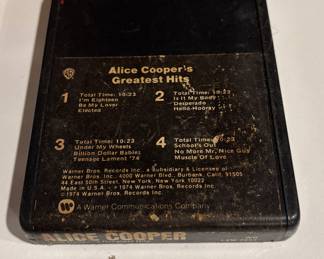 Alice Cooper's
Greatest Hits
1
Total Time: 10:23
I'm Eighteen
Be My Lover
Elected
2
Total Time: 10:23
Is It My Body
Desperado
Hello Hooray
3
Total Time: 10:23
Under My Wheels
Billion Dollar Babies
Teenage Lament '74
4
Total Time: 10:23
School's Out
No More Mr. Nice Guy
Muscle Of Love
Warner Bros. Records Inc., a Subsidiary & Licensee of
Warner Bros. Inc., 4000 Warner Blvd., Burbank, Calif. 91505
44 East 50th Street, New York, New York 10022
Made in U.S.A. • ℗ 1974 Warner Bros. Records Inc.
© 1974 Warner Bros. Records Inc.
A Warner Communications Company
ALICE COOPER